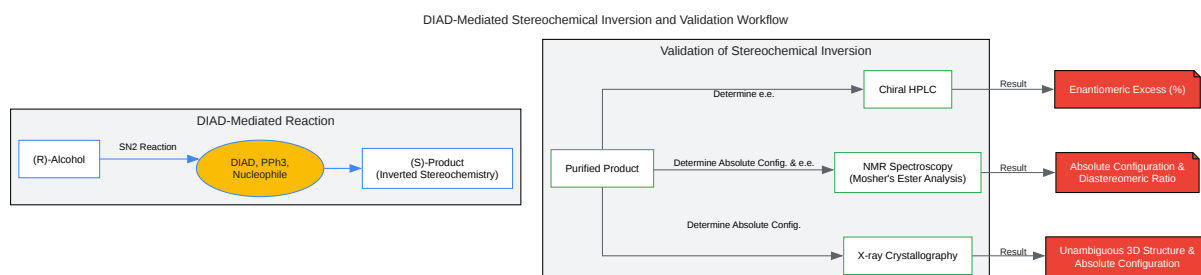 DIAD-Mediated Stereochemical Inversion and Validation Workflow
DIAD-Mediated Reaction
(R)-Alcohol
SN2 Reaction
DIAD, PPh3,
Nucleophile
(S)-Product
(Inverted Stereochemistry)
Validation of Stereochemical Inversion
Purified Product
Determine e.e.
Chiral HPLC
Result
Enantiomeric Excess (%)
Determine Absolute Config. & e.e.
NMR Spectroscopy
(Mosher's Ester Analysis)
Result
Absolute Configuration &
Diastereomeric Ratio
Determine Absolute Config.
X-ray Crystallography
Result
Unambiguous 3D Structure &
Absolute Configuration